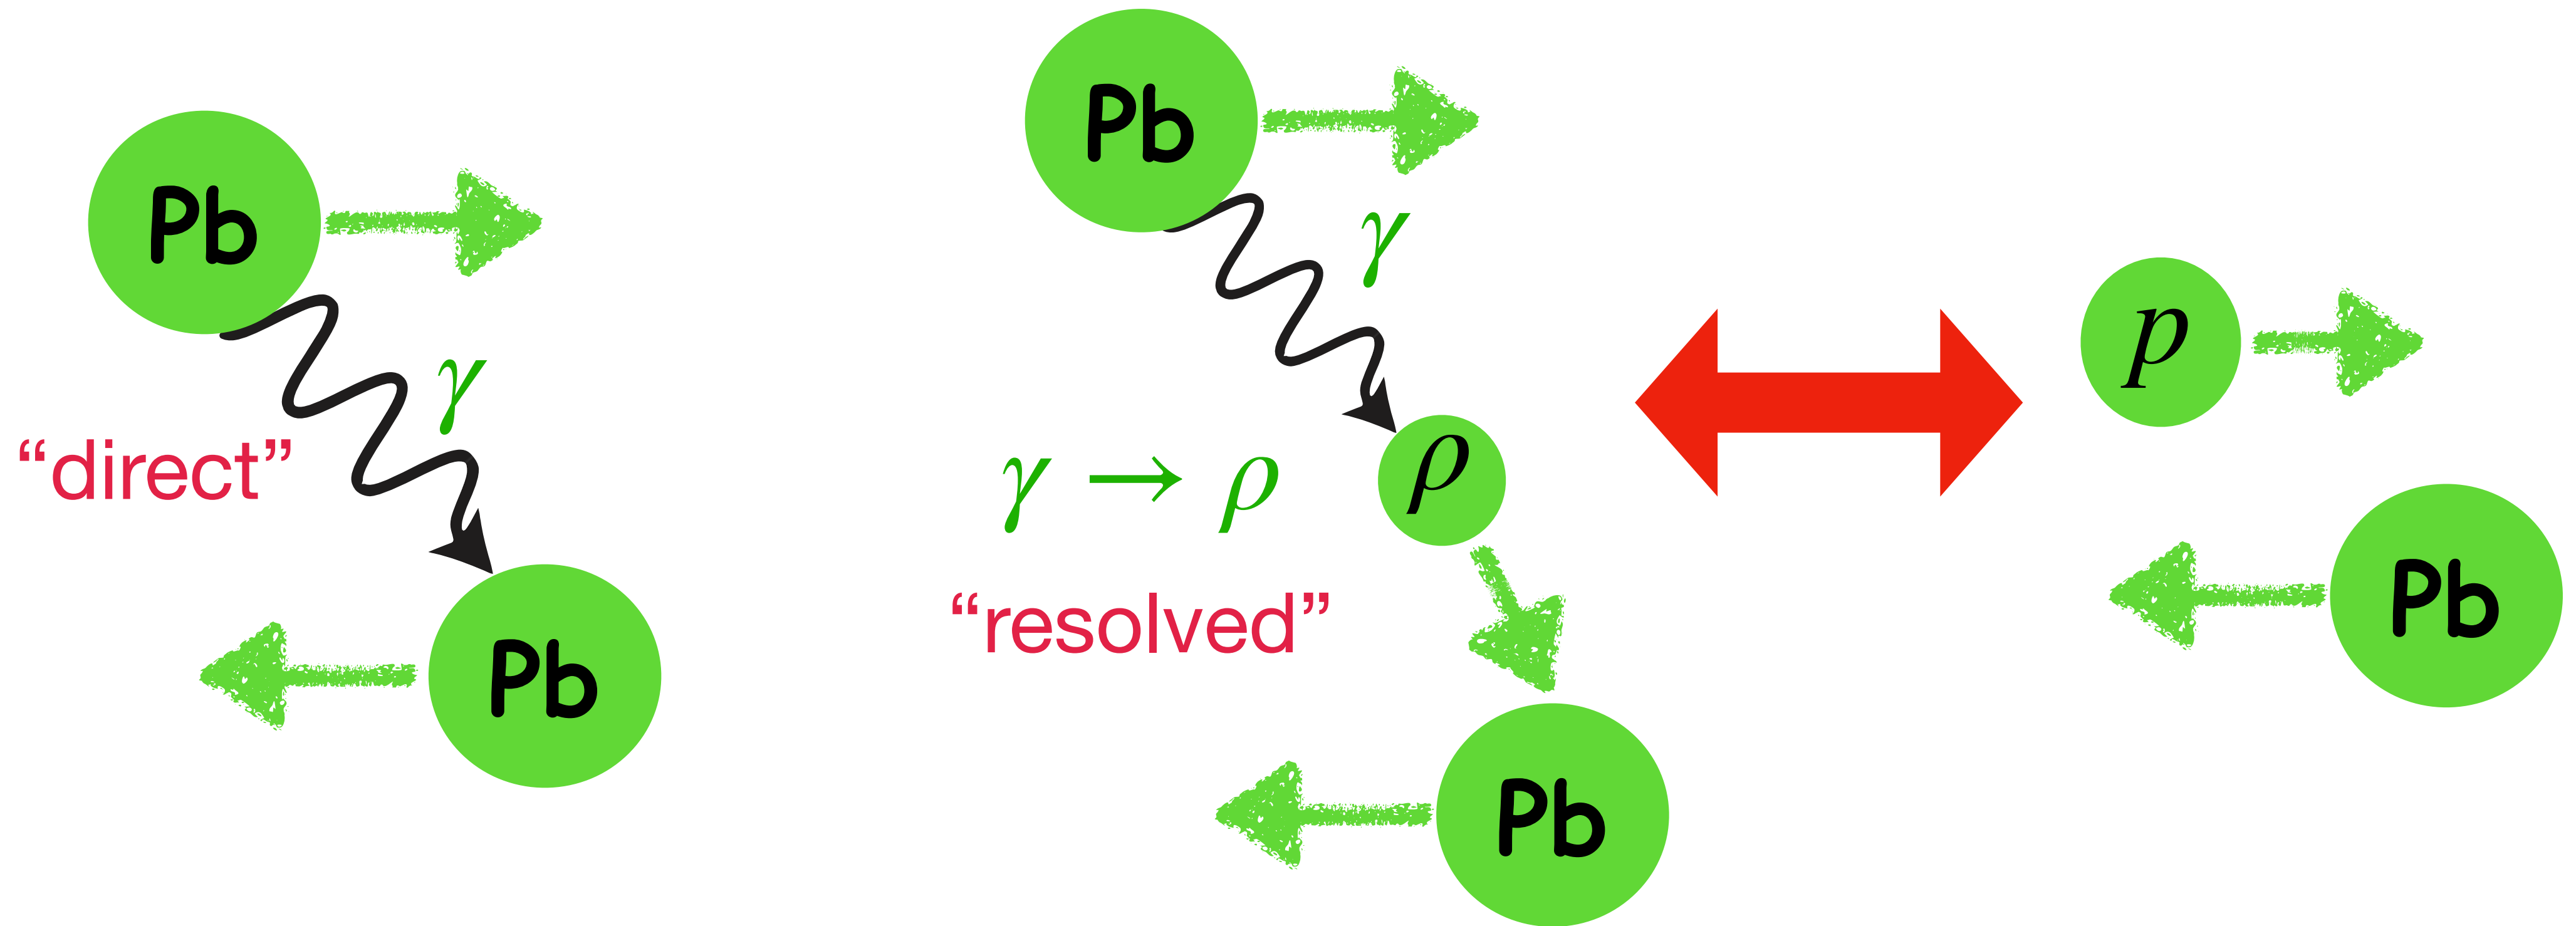 Pb
γ
“direct”
Pb
Pb
γ
γ → ρ
ρ
“resolved”
Pb
p
Pb